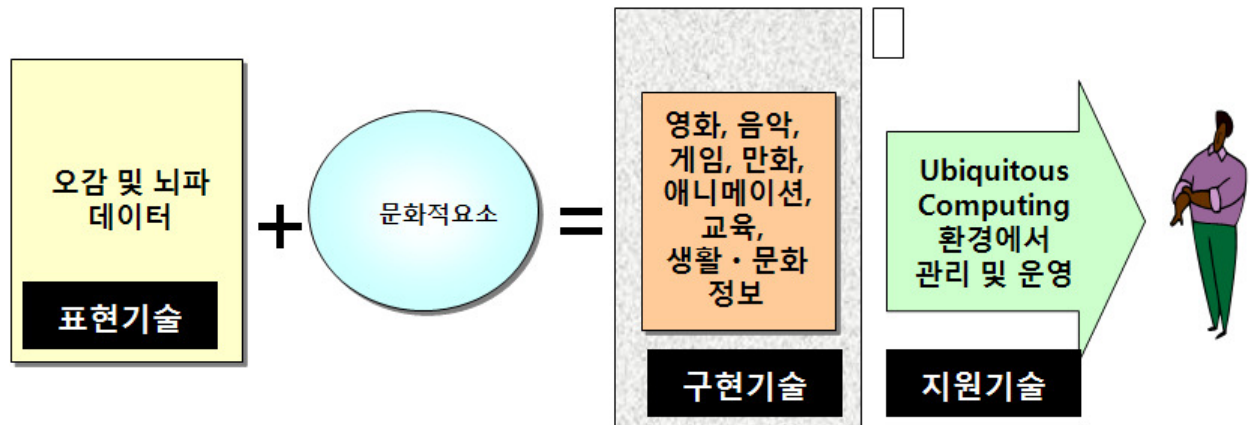 오감 및 뇌파
데이터
표현기술
+
문화적요소
=
영화, 음악,
게임, 만화,
애니메이션,
교육,
생활・문화
정보
구현기술
Ubiquitous
Computing
환경에서
관리 및 운영
지원기술